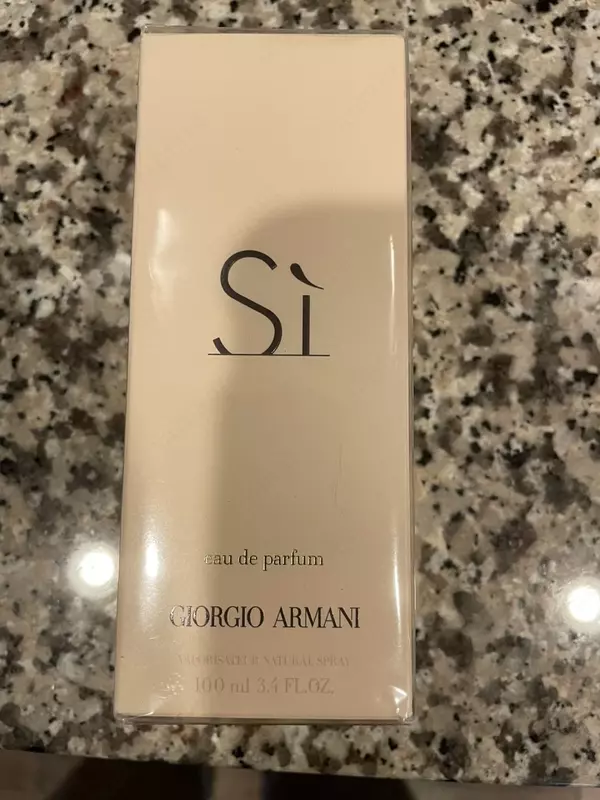 Sì
eau de parfum
GIORGIO ARMANI
VAPORISATEUR NATURAL SPRAY
100 ml 3.4 FL.OZ.